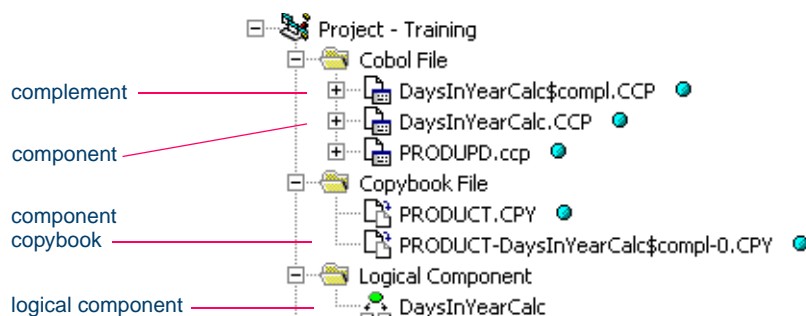 Project - Training
Cobol File
complement
DaysInYearCalc$compl.CCP
DaysInYearCalc.CCP
component
PRODUPD.ccp
Copybook File
component
copybook
PRODUCT.CPY
PRODUCT-DaysInYearCalc$compl-0.CPY
Logical Component
logical component
DaysInYearCalc